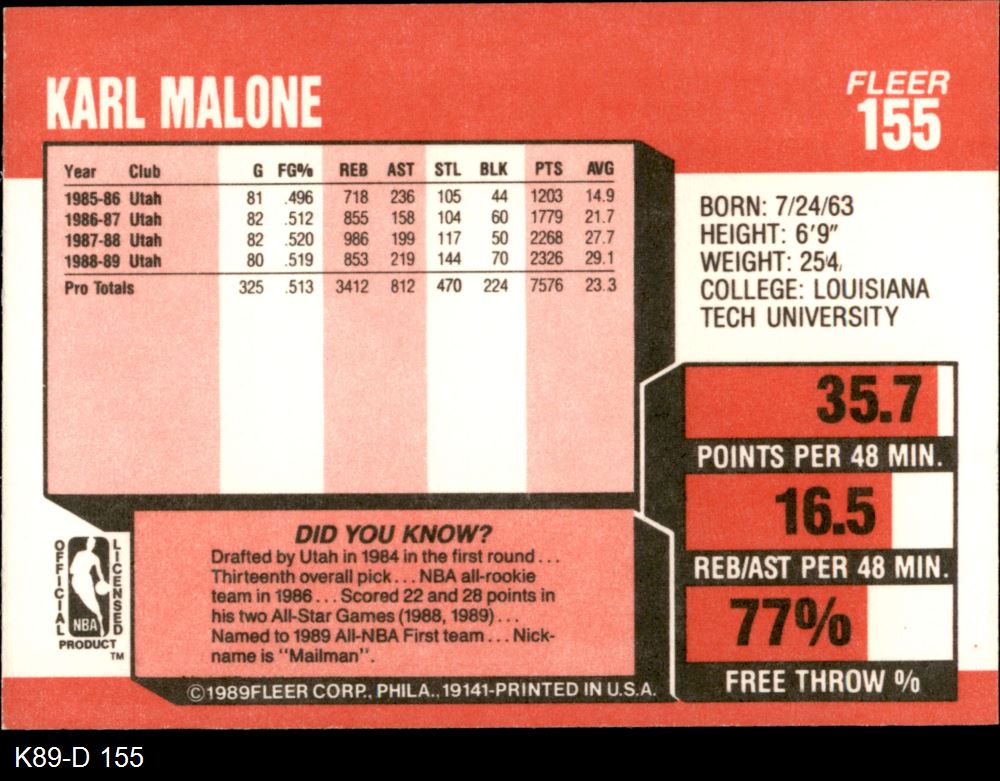 KARL MALONE
FLEER
155
Year Club G FG% REB AST STL BLK PTS AVG
1985-86 Utah 81 .496 718 236 105 44 1203 14.9
1986-87 Utah 82 .512 855 158 104 60 1779 21.7
1987-88 Utah 82 .520 986 199 117 50 2268 27.7
1988-89 Utah 80 .519 853 219 144 70 2326 29.1
Pro Totals 325 .513 3412 812 470 224 7576 23.3
BORN: 7/24/63
HEIGHT: 6'9"
WEIGHT: 254
COLLEGE: LOUISIANA
TECH UNIVERSITY
35.7
POINTS PER 48 MIN.
16.5
REB/AST PER 48 MIN.
77%
FREE THROW %
DID YOU KNOW?
Drafted by Utah in 1984 in the first round...
Thirteenth overall pick... NBA all-rookie
team in 1986... Scored 22 and 28 points in
his two All-Star Games (1988, 1989)...
Named to 1989 All-NBA First team... Nick-
name is "Mailman".
OFFICIAL LICENSED
NBA
PRODUCT
TM
©1989FLEER CORP., PHILA., 19141-PRINTED IN U.S.A.
K89-D 155